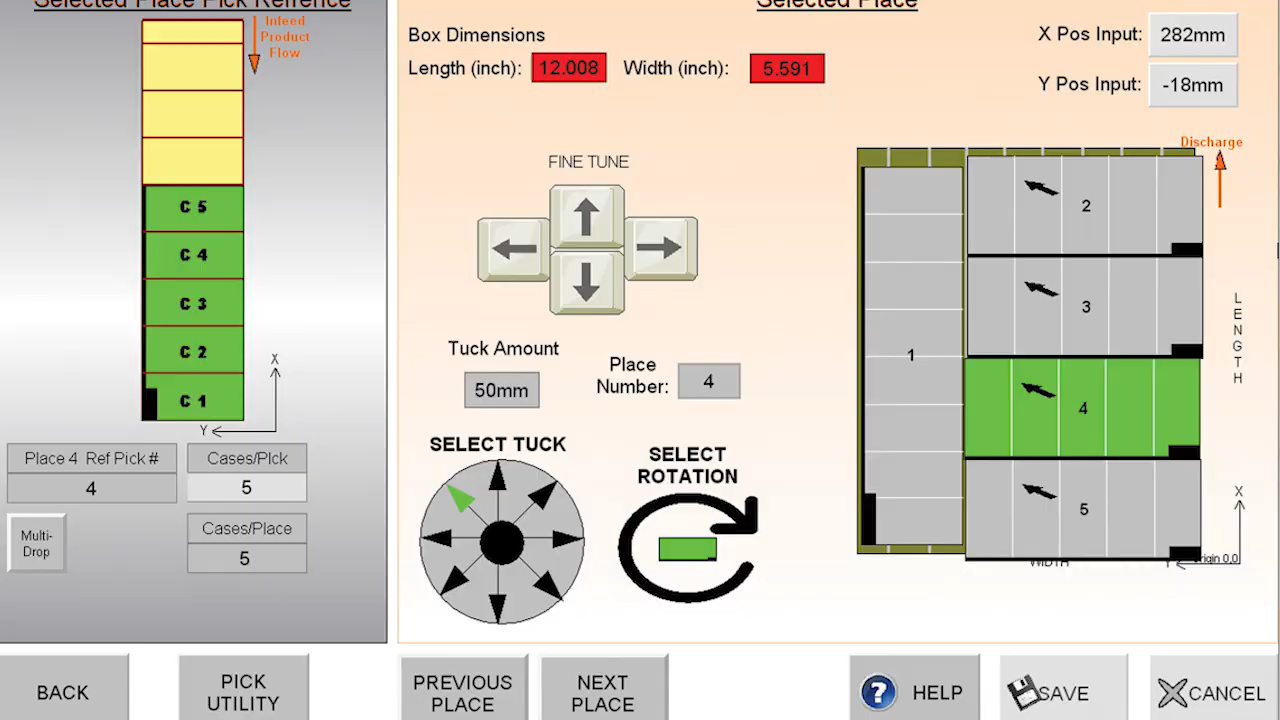 Selected Place Pick Refrence
Infeed
Product
Flow
C 5
C 4
C 3
C 2
C 1
X
Y
Place 4 Ref Pick #
4
Cases/Pick
5
Cases/Place
5
Multi-
Drop
Selected Place
Box Dimensions
Length (inch): 12.008 Width (inch): 5.591
X Pos Input: 282mm
Y Pos Input: -18mm
FINE TUNE
Tuck Amount
50mm
Place
Number: 4
SELECT TUCK
SELECT
ROTATION
Discharge
1
2
3
4
5
LENGTH
X
WIDTH
Y
rigin 0,0
BACK
PICK
UTILITY
PREVIOUS
PLACE
NEXT
PLACE
? HELP
SAVE
CANCEL